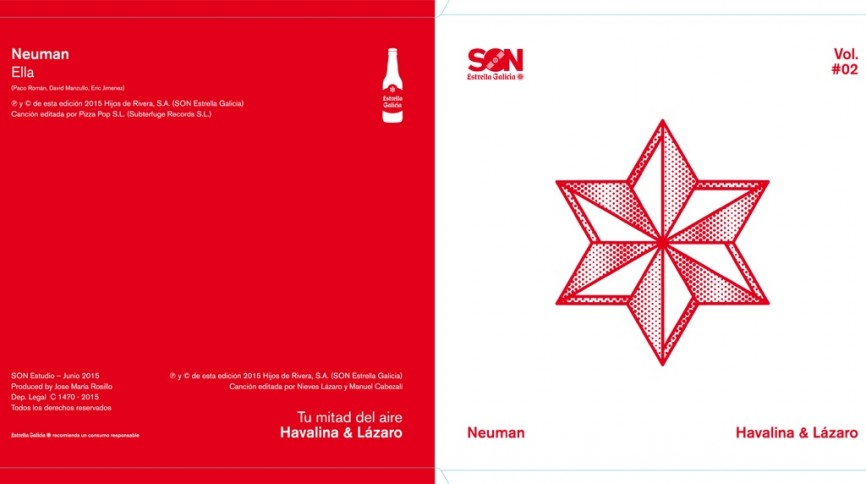 Neuman
Ella
(Paco Román, David Manzullo, Eric Jimenez)
℗ y © de esta edición 2015 Hijos de Rivera, S.A. (SON Estrella Galicia)
Canción editada por Pizza Pop S.L. (Subterfuge Records S.L.)
Estrella
Galicia
SON Estudio – Junio 2015
Produced by Jose María Rosillo
Dep. Legal C 1470 - 2015
Todos los derechos reservados
Estrella Galicia recomienda un consumo responsable
℗ y © de esta edición 2015 Hijos de Rivera, S.A. (SON Estrella Galicia)
Canción editada por Nieves Lázaro y Manuel Cabezalí
Tu mitad del aire
Havalina & Lázaro
SON
Estrella Galicia
Vol.
#02
Neuman
Havalina & Lázaro